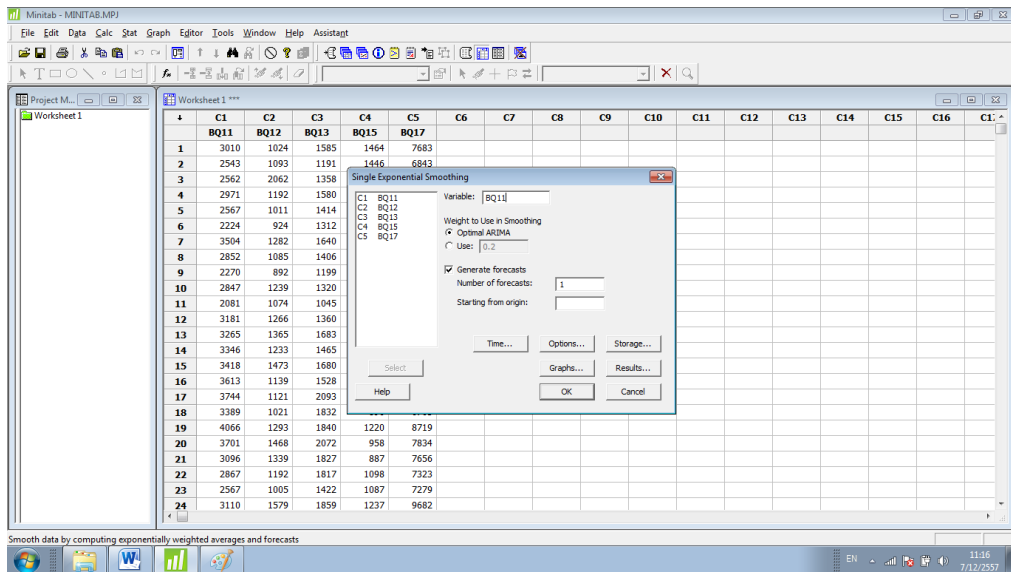 Minitab - MINITAB.MPJ
File Edit Data Calc Stat Graph Editor Tools Window Help Assistant
Project M...
Worksheet 1 ***
Worksheet 1
C1 C2 C3 C4 C5 C6 C7 C8 C9 C10 C11 C12 C13 C14 C15 C16 C17
BQ11 BQ12 BQ13 BQ15 BQ17
1 3010 1024 1585 1464 7683
2 2543 1093 1191 1446 6843
3 2562 2062 1358
4 2971 1192 1580
5 2567 1011 1414
6 2224 924 1312
7 3504 1282 1640
8 2852 1085 1406
9 2270 892 1199
10 2847 1239 1320
11 2081 1074 1045
12 3181 1266 1360
13 3265 1365 1683
14 3346 1233 1465
15 3418 1473 1680
16 3613 1139 1528
17 3744 1121 2093
18 3389 1021 1832
19 4066 1293 1840 1220 8719
20 3701 1468 2072 958 7834
21 3096 1339 1827 887 7656
22 2867 1192 1817 1098 7323
23 2567 1005 1422 1087 7279
24 3110 1579 1859 1237 9682
Single Exponential Smoothing
C1 BQ11
C2 BQ12
C3 BQ13
C4 BQ15
C5 BQ17
Variable: BQ11
Weight to Use in Smoothing
Optimal ARIMA
Use: 0.2
Generate forecasts
Number of forecasts: 1
Starting from origin:
Time... Options... Storage...
Select Graphs... Results...
Help OK Cancel
Smooth data by computing exponentially weighted averages and forecasts
EN
11:16
7/12/2557